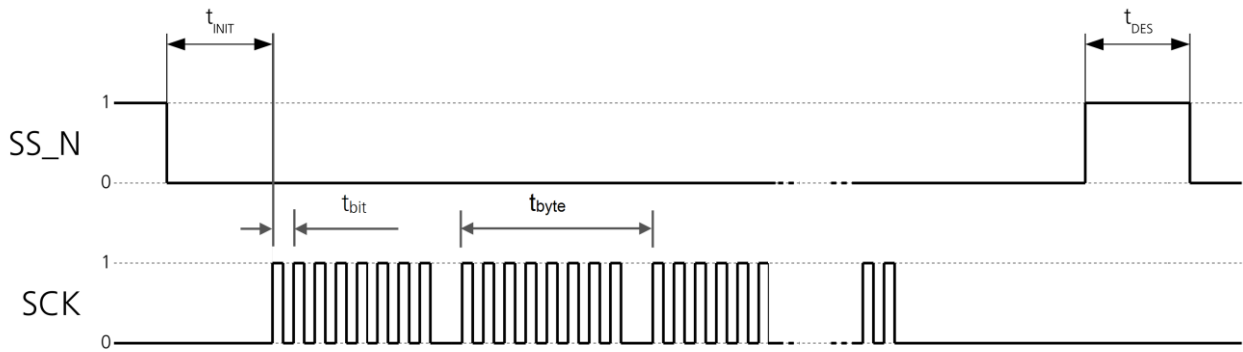 tINIT
tDES
1
SS_N
0
tbit
tbyte
1
SCK
0